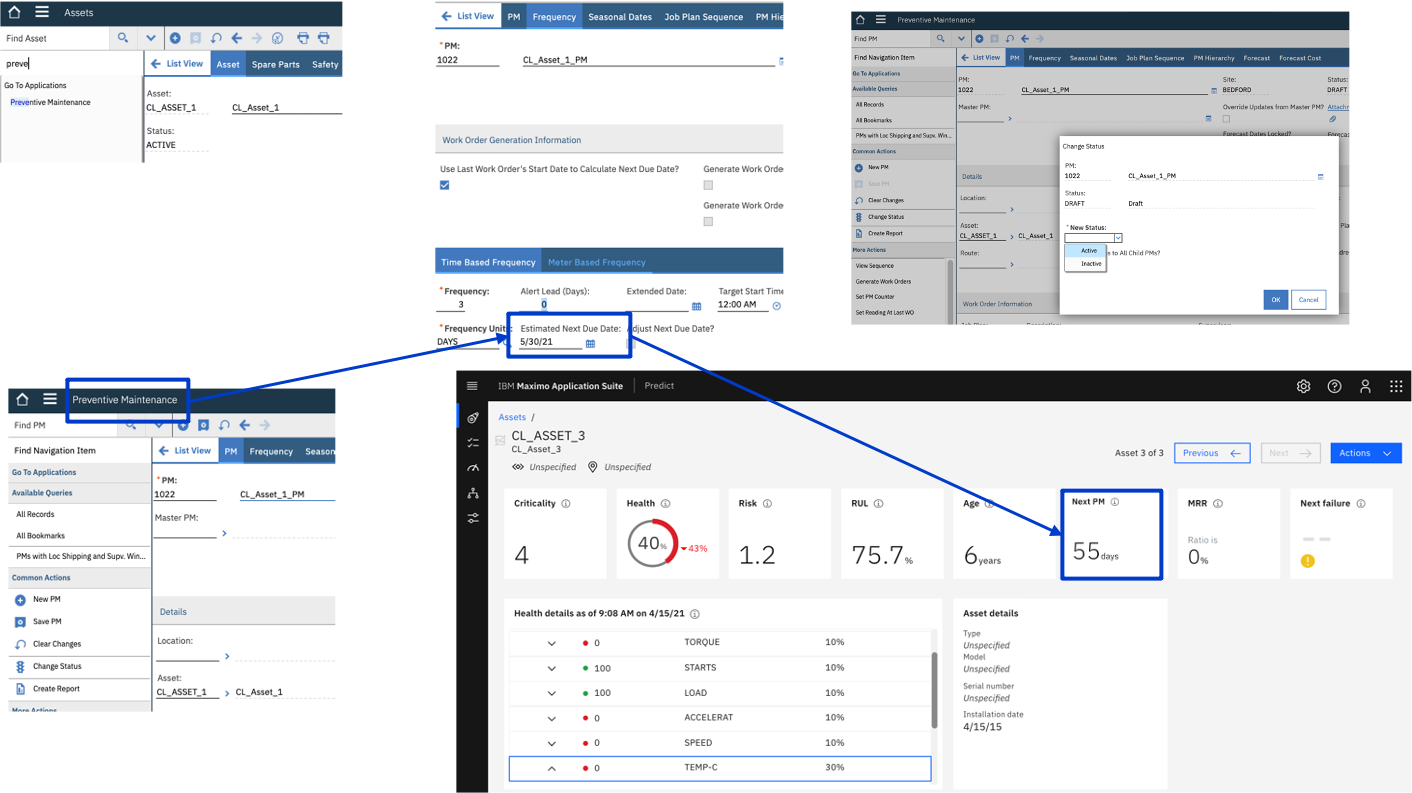 Assets
Find Asset
preve
Go To Applications
Preventive Maintenance
List View Asset Spare Parts Safety
Asset:
CL_ASSET_1 CL_Asset_1
Status:
ACTIVE
List View PM Frequency Seasonal Dates Job Plan Sequence PM Hie
* PM:
1022 CL_Asset_1_PM
Work Order Generation Information
Use Last Work Order's Start Date to Calculate Next Due Date? Generate Work Orde
Generate Work Orde
Time Based Frequency Meter Based Frequency
* Frequency: Alert Lead (Days): Extended Date: Target Start Time
3 0 12:00 AM
* Frequency Unit: Estimated Next Due Date: Adjust Next Due Date?
DAYS 5/30/21
Preventive Maintenance
Find PM
Find Navigation Item
List View PM Frequency Seasonal Dates Job Plan Sequence PM Hierarchy Forecast Forecast Cost
Go To Applications
Available Queries
All Records
All Bookmarks
PMs with Loc Shipping and Supv. Win...
Common Actions
New PM
Save PM
Clear Changes
Change Status
Create Report
More Actions
View Sequence
Generate Work Orders
Set PM Counter
Set Reading At Last WO
PM: Site: Status:
1022 CL_Asset_1_PM BEDFORD DRAFT
Master PM: Override Updates from Master PM? Attachm
Forecast Dates Locked? Forecas
Details
Location:
Asset:
CL_ASSET_1 CL_Asset_1
Route:
Work Order Information
Change Status
PM:
1022 CL_Asset_1_PM
Status:
DRAFT Draft
* New Status:
Active
Inactive
s to All Child PMs?
OK Cancel
Preventive Maintenance
Find PM
Find Navigation Item
List View PM Frequency Season
Go To Applications
Available Queries
All Records
All Bookmarks
PMs with Loc Shipping and Supv. Win...
Common Actions
New PM
Save PM
Clear Changes
Change Status
Create Report
More Actions
* PM:
1022 CL_Asset_1_PM
Master PM:
Details
Location:
Asset:
CL_ASSET_1 CL_Asset_1
IBM Maximo Application Suite Predict
Assets /
CL_ASSET_3
CL_Asset_3
Unspecified Unspecified
Asset 3 of 3 Previous Next Actions
Criticality
4
Health
40% 43%
Risk
1.2
RUL
75.7%
Age
6 years
Next PM
55 days
MRR
Ratio is
0%
Next failure
-- --
Health details as of 9:08 AM on 4/15/21
0 TORQUE 10%
100 STARTS 10%
100 LOAD 10%
0 ACCELERAT 10%
0 SPEED 10%
0 TEMP-C 30%
Asset details
Type
Unspecified
Model
Unspecified
Serial number
Unspecified
Installation date
4/15/15